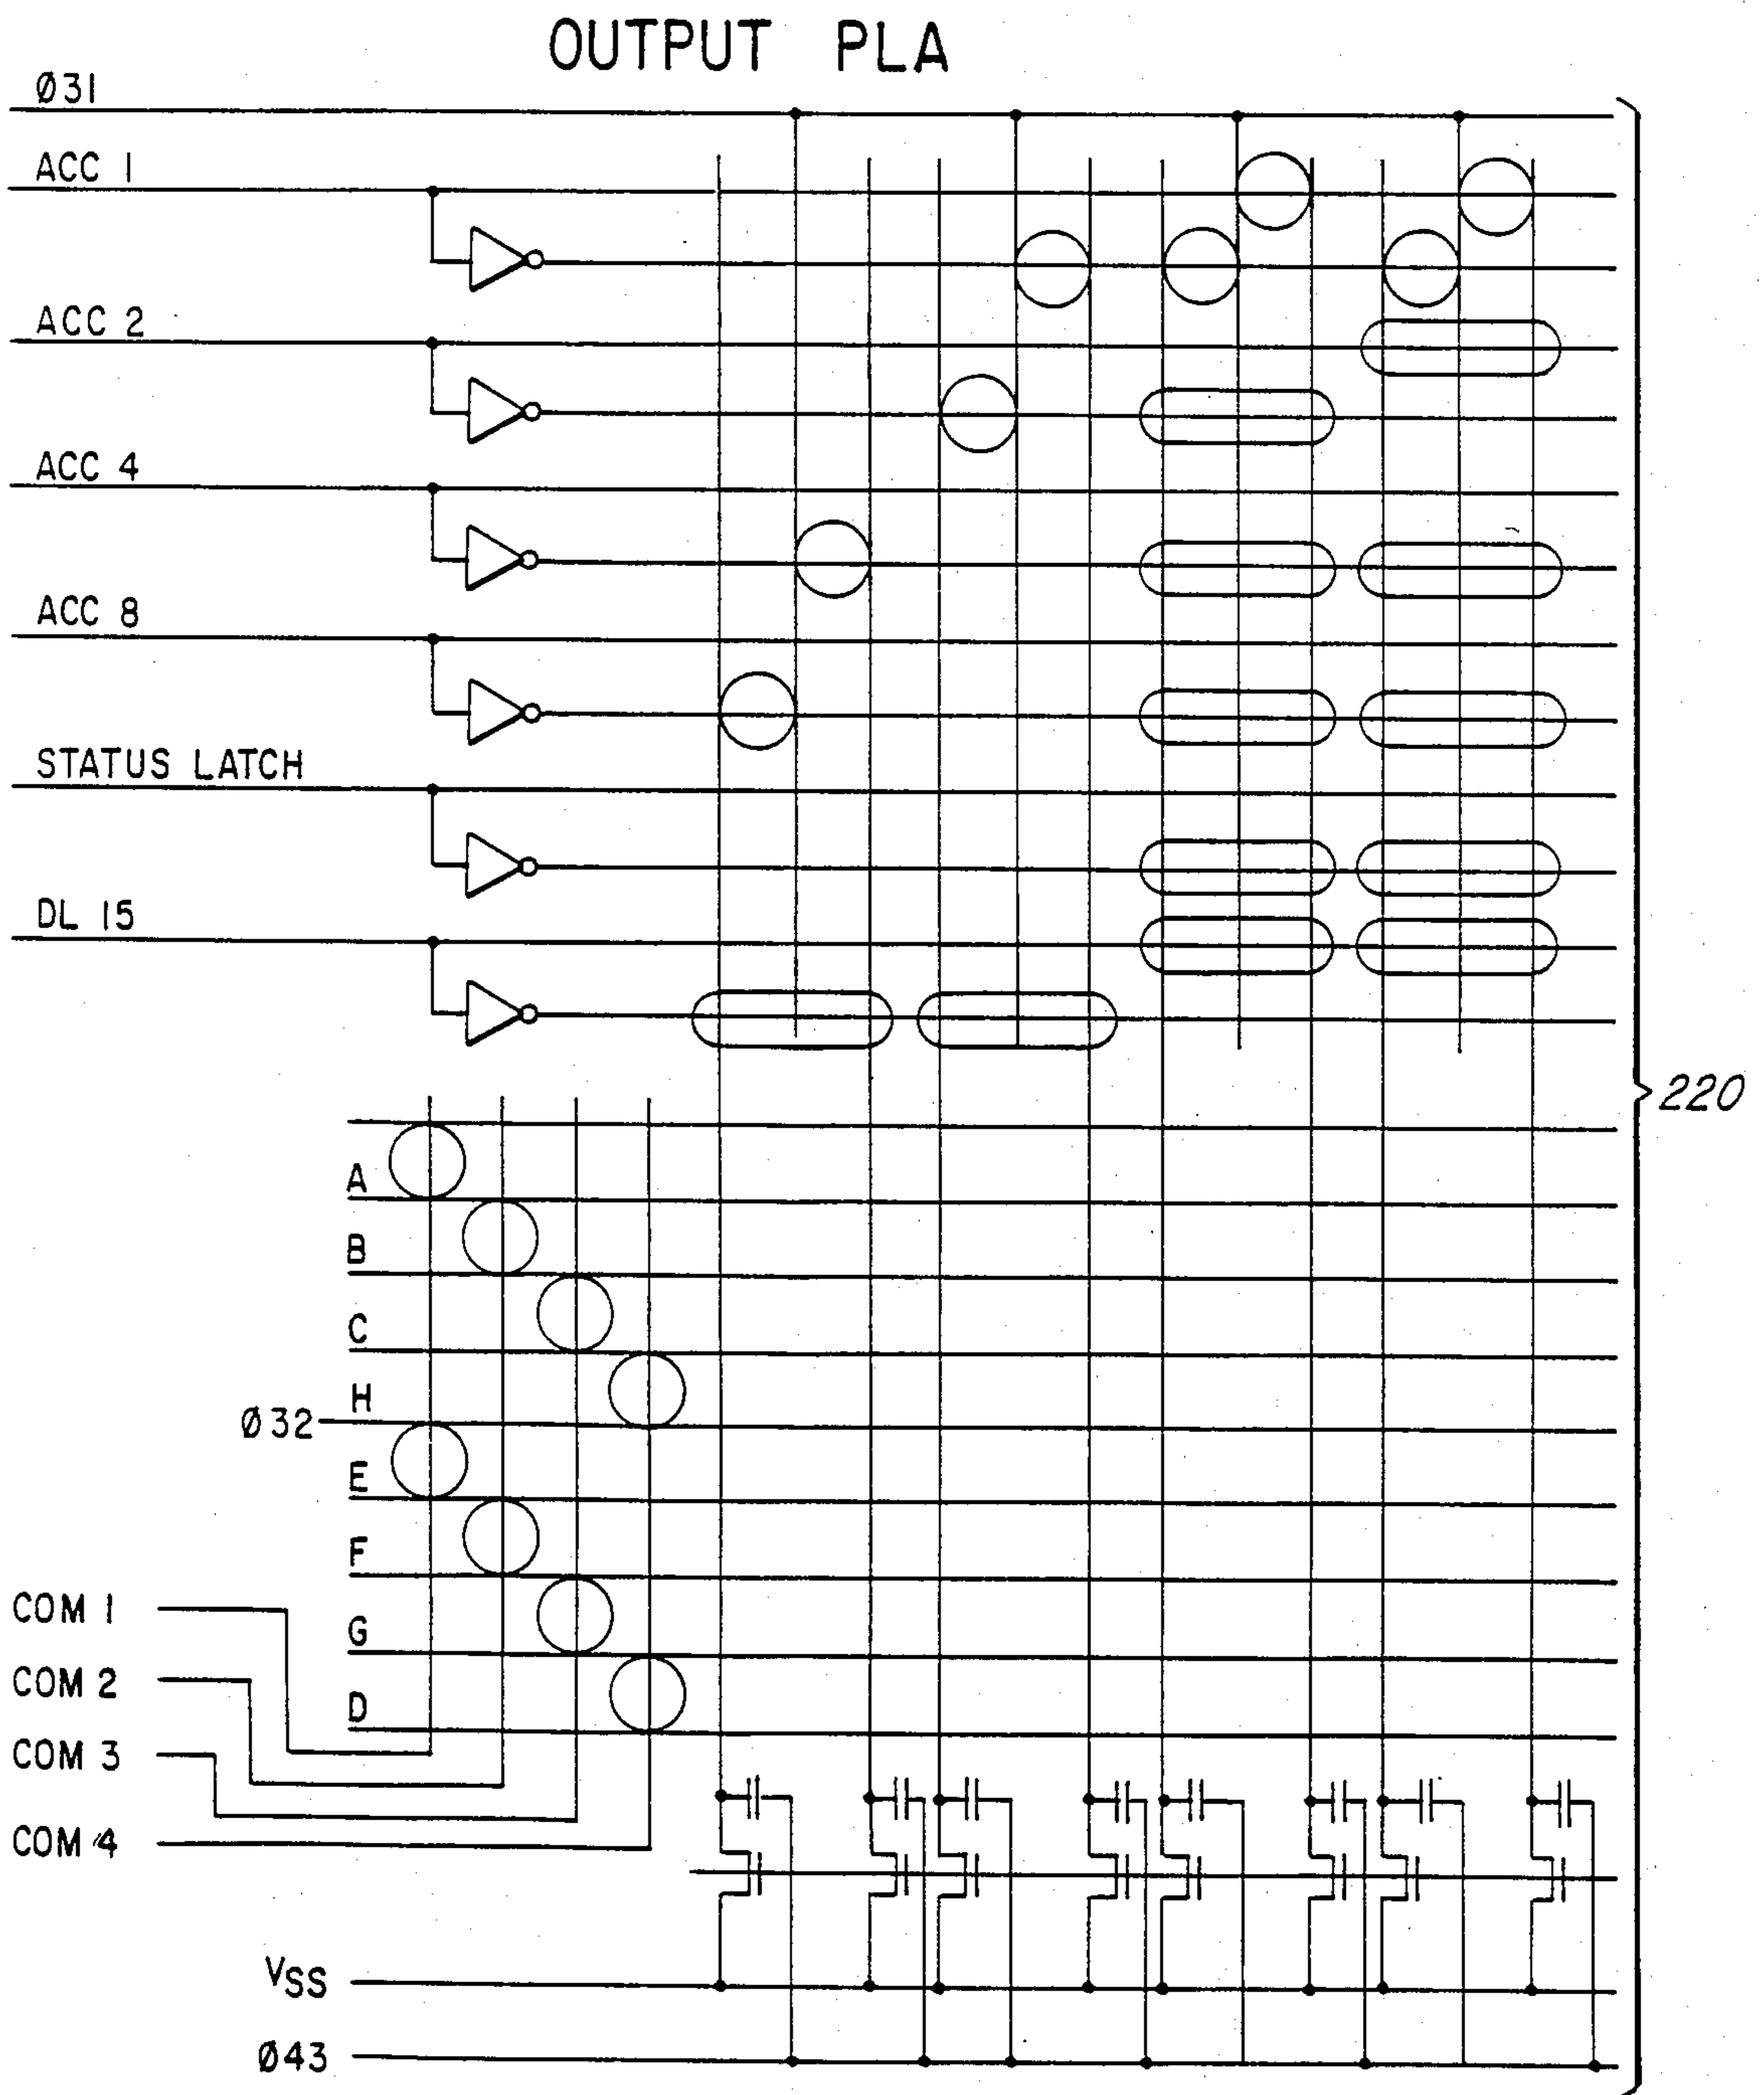 OUTPUT PLA
Ø31
ACC 1
ACC 2
ACC 4
ACC 8
STATUS LATCH
DL 15
220
A
B
C
H
Ø32
E
F
G
D
COM 1
COM 2
COM 3
COM 4
VSS
Ø43